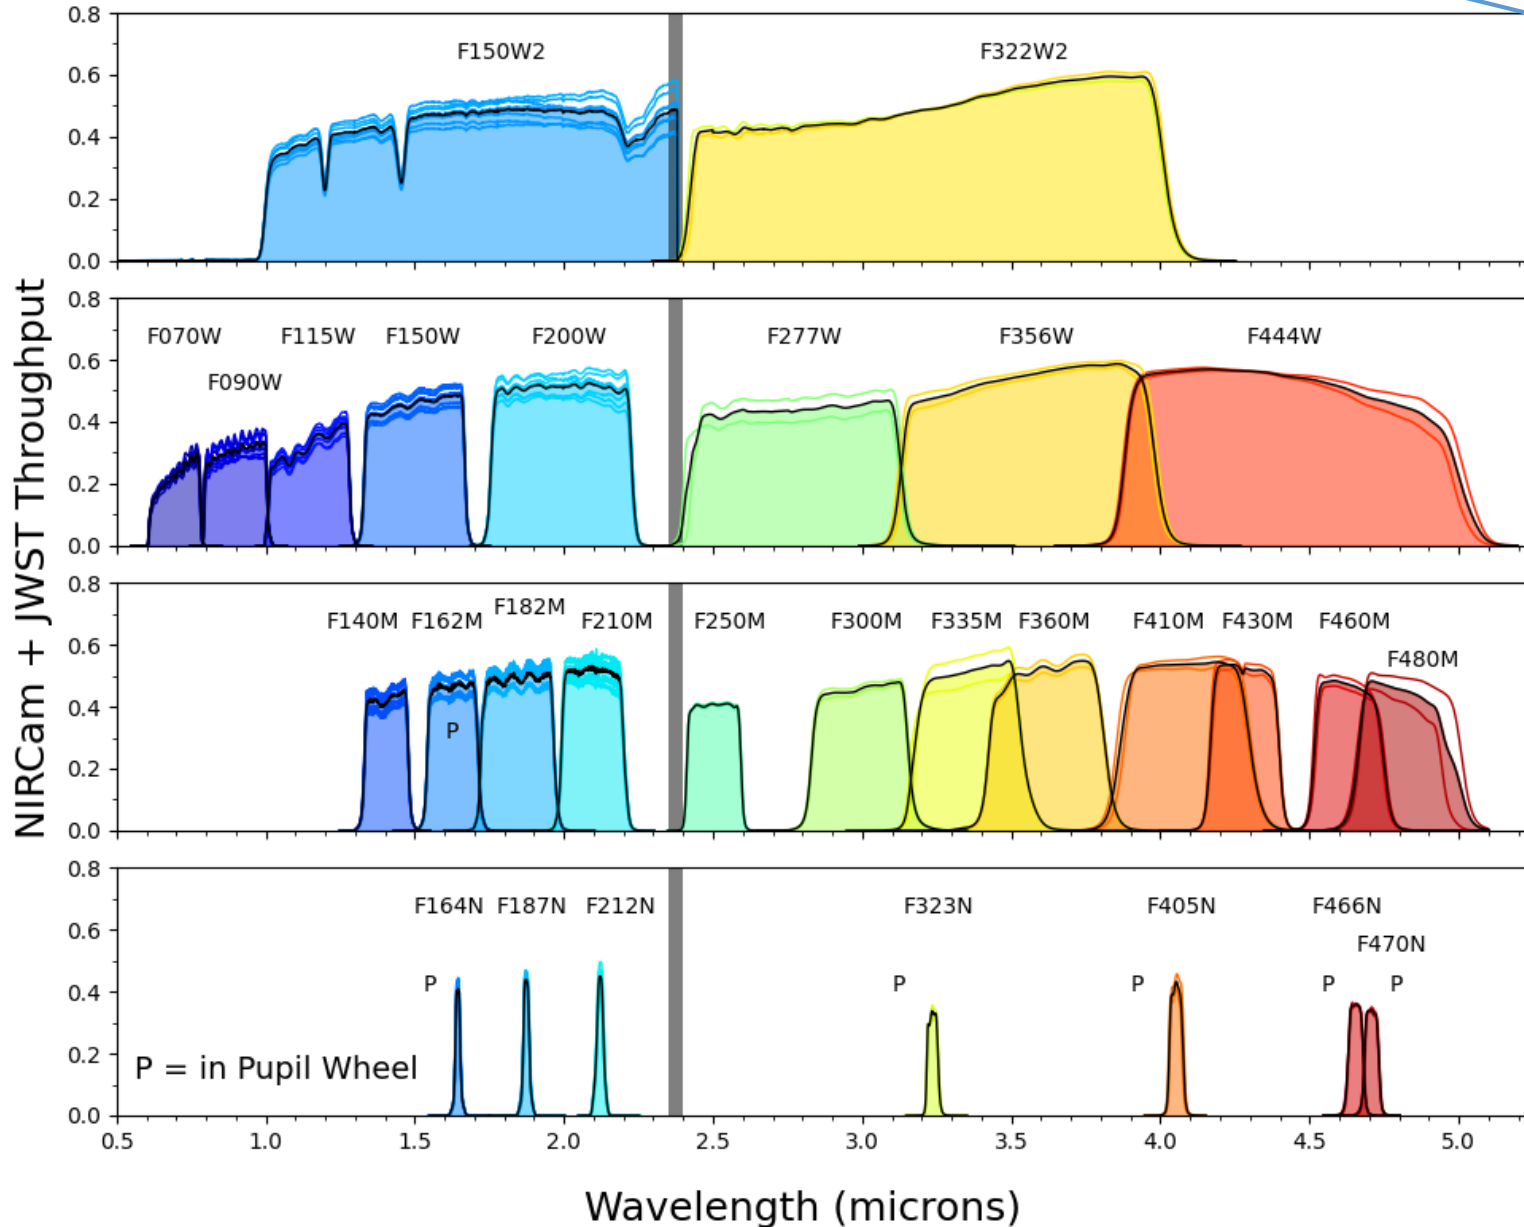 0.8
F150W2
F322W2
0.6
0.4
0.2
0.0
0.8
F070W
F115W
F150W
F200W
F277W
F356W
F444W
0.6
F090W
0.4
0.2
0.0
0.8
F140M
F162M
F182M
F210M
F250M
F300M
F335M
F360M
F410M
F430M
F460M
0.6
F480M
0.4
P
0.2
0.0
0.8
F164N
F187N
F212N
F323N
F405N
F466N
0.6
F470N
0.4
P
P
P
P
P
0.2
P = in Pupil Wheel
0.0
0.5
1.0
1.5
2.0
2.5
3.0
3.5
4.0
4.5
5.0
Wavelength (microns)
NIRCam + JWST Throughput